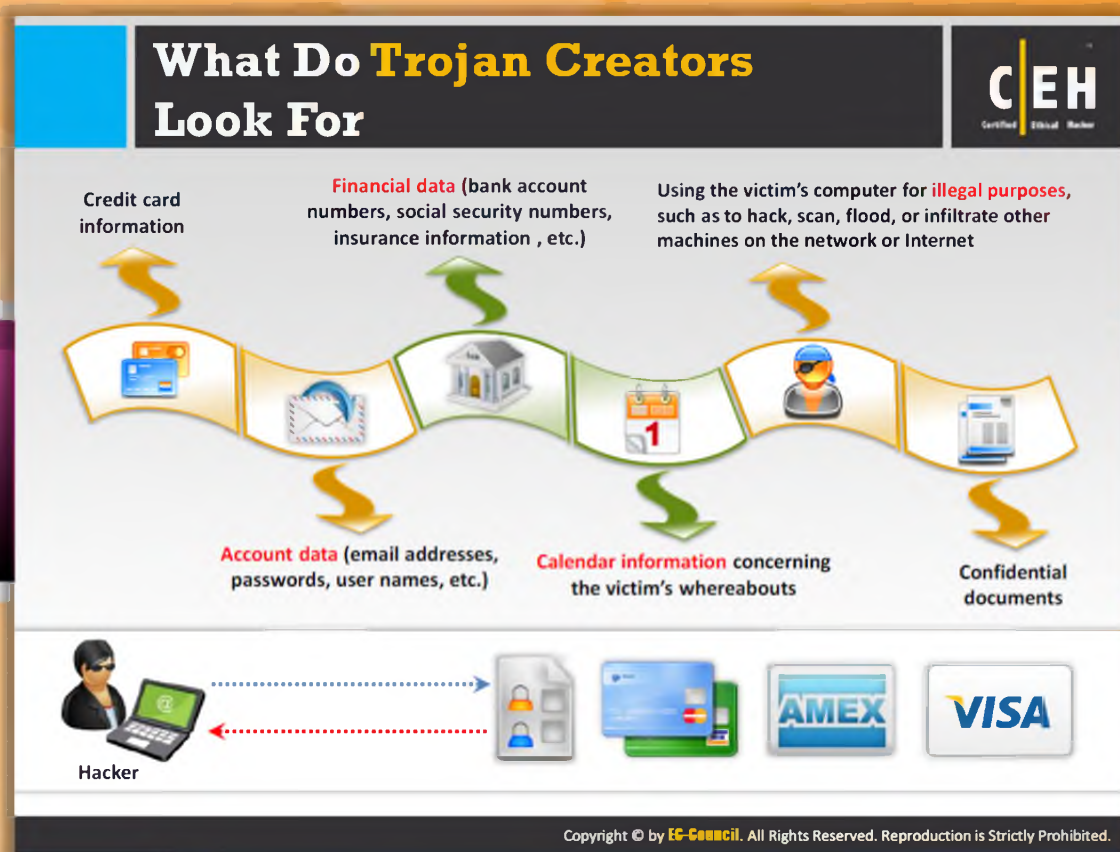 What Do Trojan Creators
Look For
C|EH
Certified Ethical Hacker
Credit card
information
Financial data (bank account
numbers, social security numbers,
insurance information , etc.)
Using the victim's computer for illegal purposes,
such as to hack, scan, flood, or infiltrate other
machines on the network or Internet
1
Account data (email addresses,
passwords, user names, etc.)
Calendar information concerning
the victim's whereabouts
Confidential
documents
@
AMEX
VISA
Hacker
Copyright © by EC-Council. All Rights Reserved. Reproduction is Strictly Prohibited.